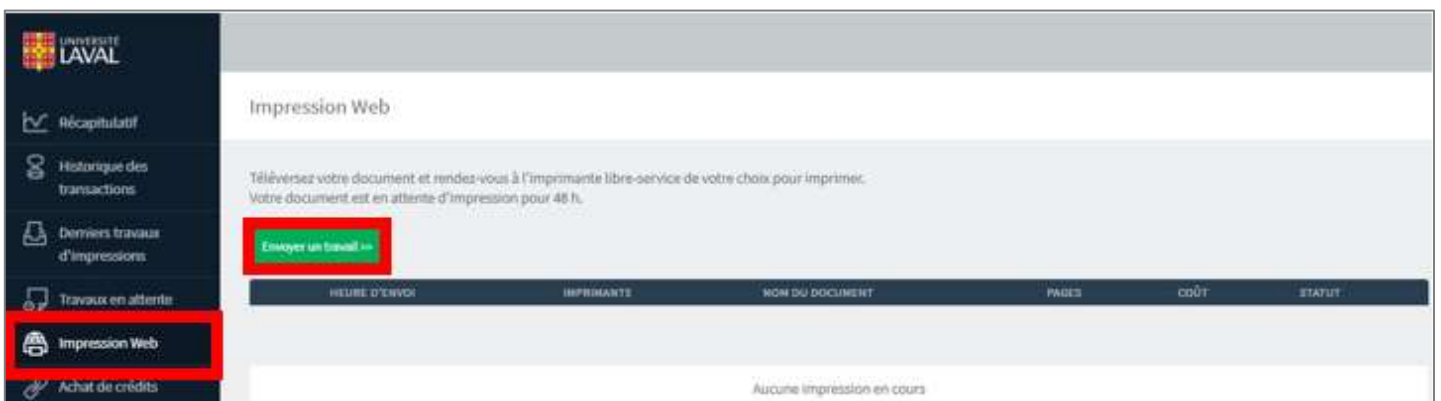 UNIVERSITÉ
LAVAL
Récapitulatif
Historique des
transactions
Derniers travaux
d'impressions
Travaux en attente
Impression Web
Achat de crédits
Impression Web
Téléversez votre document et rendez-vous à l'imprimante libre-service de votre choix pour imprimer.
Votre document est en attente d'impression pour 48 h.
Envoyer un travail >>
HEURE D'ENVOI IMPRIMANTE NOM DU DOCUMENT PAGES COÛT STATUT
Aucune impression en cours